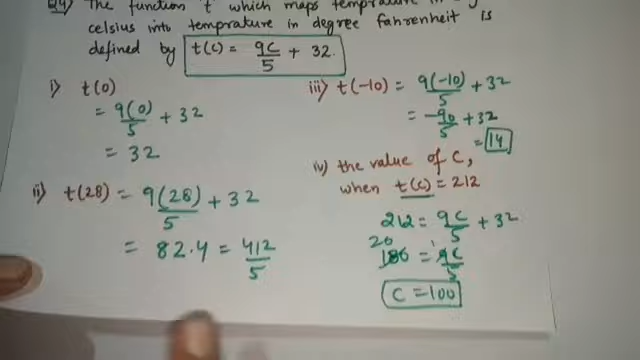 Q4) The function t which maps temprature in
celsius into temprature in degree fahrenheit is
defined by t(c) = 9c/5 + 32.
i) t(0)
= 9(0)/5 + 32
= 32
ii) t(28) = 9(28)/5 + 32
= 82.4 = 412/5
iii) t(-10) = 9(-10)/5 + 32
= -90/5 + 32
= 14
iv) the value of C,
when t(c) = 212
212 = 9c/5 + 32
20
180 = 9c/5
C = 100